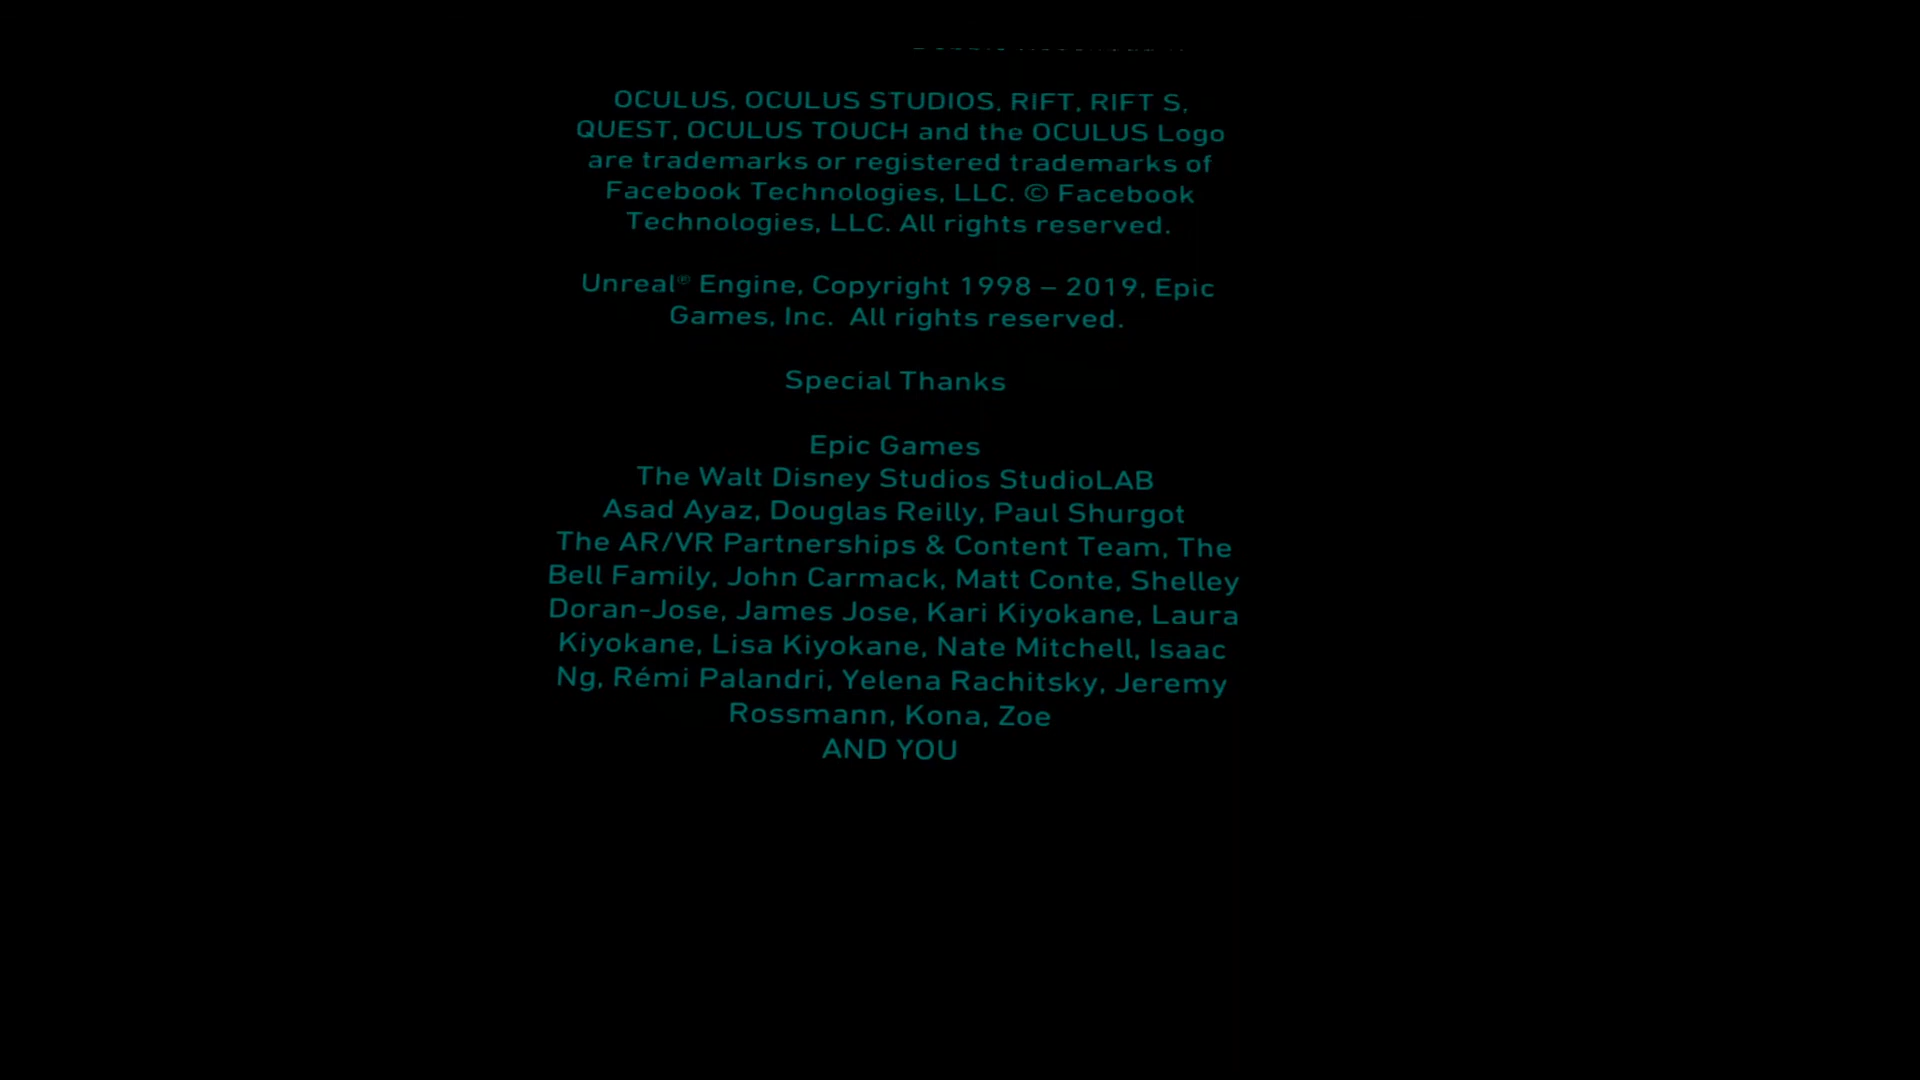 OCULUS, OCULUS STUDIOS, RIFT, RIFT S,
QUEST, OCULUS TOUCH and the OCULUS Logo
are trademarks or registered trademarks of
Facebook Technologies, LLC. © Facebook
Technologies, LLC. All rights reserved.
Unreal® Engine, Copyright 1998 – 2019, Epic
Games, Inc.  All rights reserved.
Special Thanks
Epic Games
The Walt Disney Studios StudioLAB
Asad Ayaz, Douglas Reilly, Paul Shurgot
The AR/VR Partnerships & Content Team, The
Bell Family, John Carmack, Matt Conte, Shelley
Doran-Jose, James Jose, Kari Kiyokane, Laura
Kiyokane, Lisa Kiyokane, Nate Mitchell, Isaac
Ng, Rémi Palandri, Yelena Rachitsky, Jeremy
Rossmann, Kona, Zoe
AND YOU